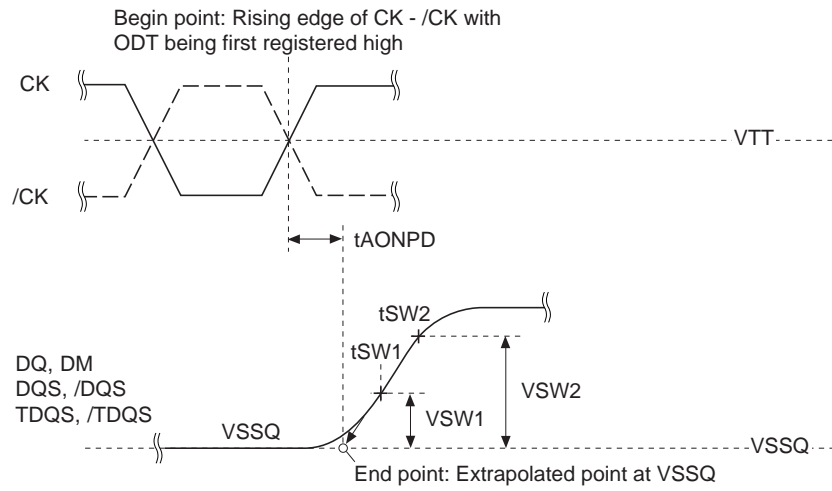 Begin point: Rising edge of CK - /CK with
ODT being first registered high
CK
VTT
/CK
tAONPD
tSW2
tSW1
DQ, DM
DQS, /DQS
TDQS, /TDQS
VSW2
VSW1
VSSQ
VSSQ
End point: Extrapolated point at VSSQ